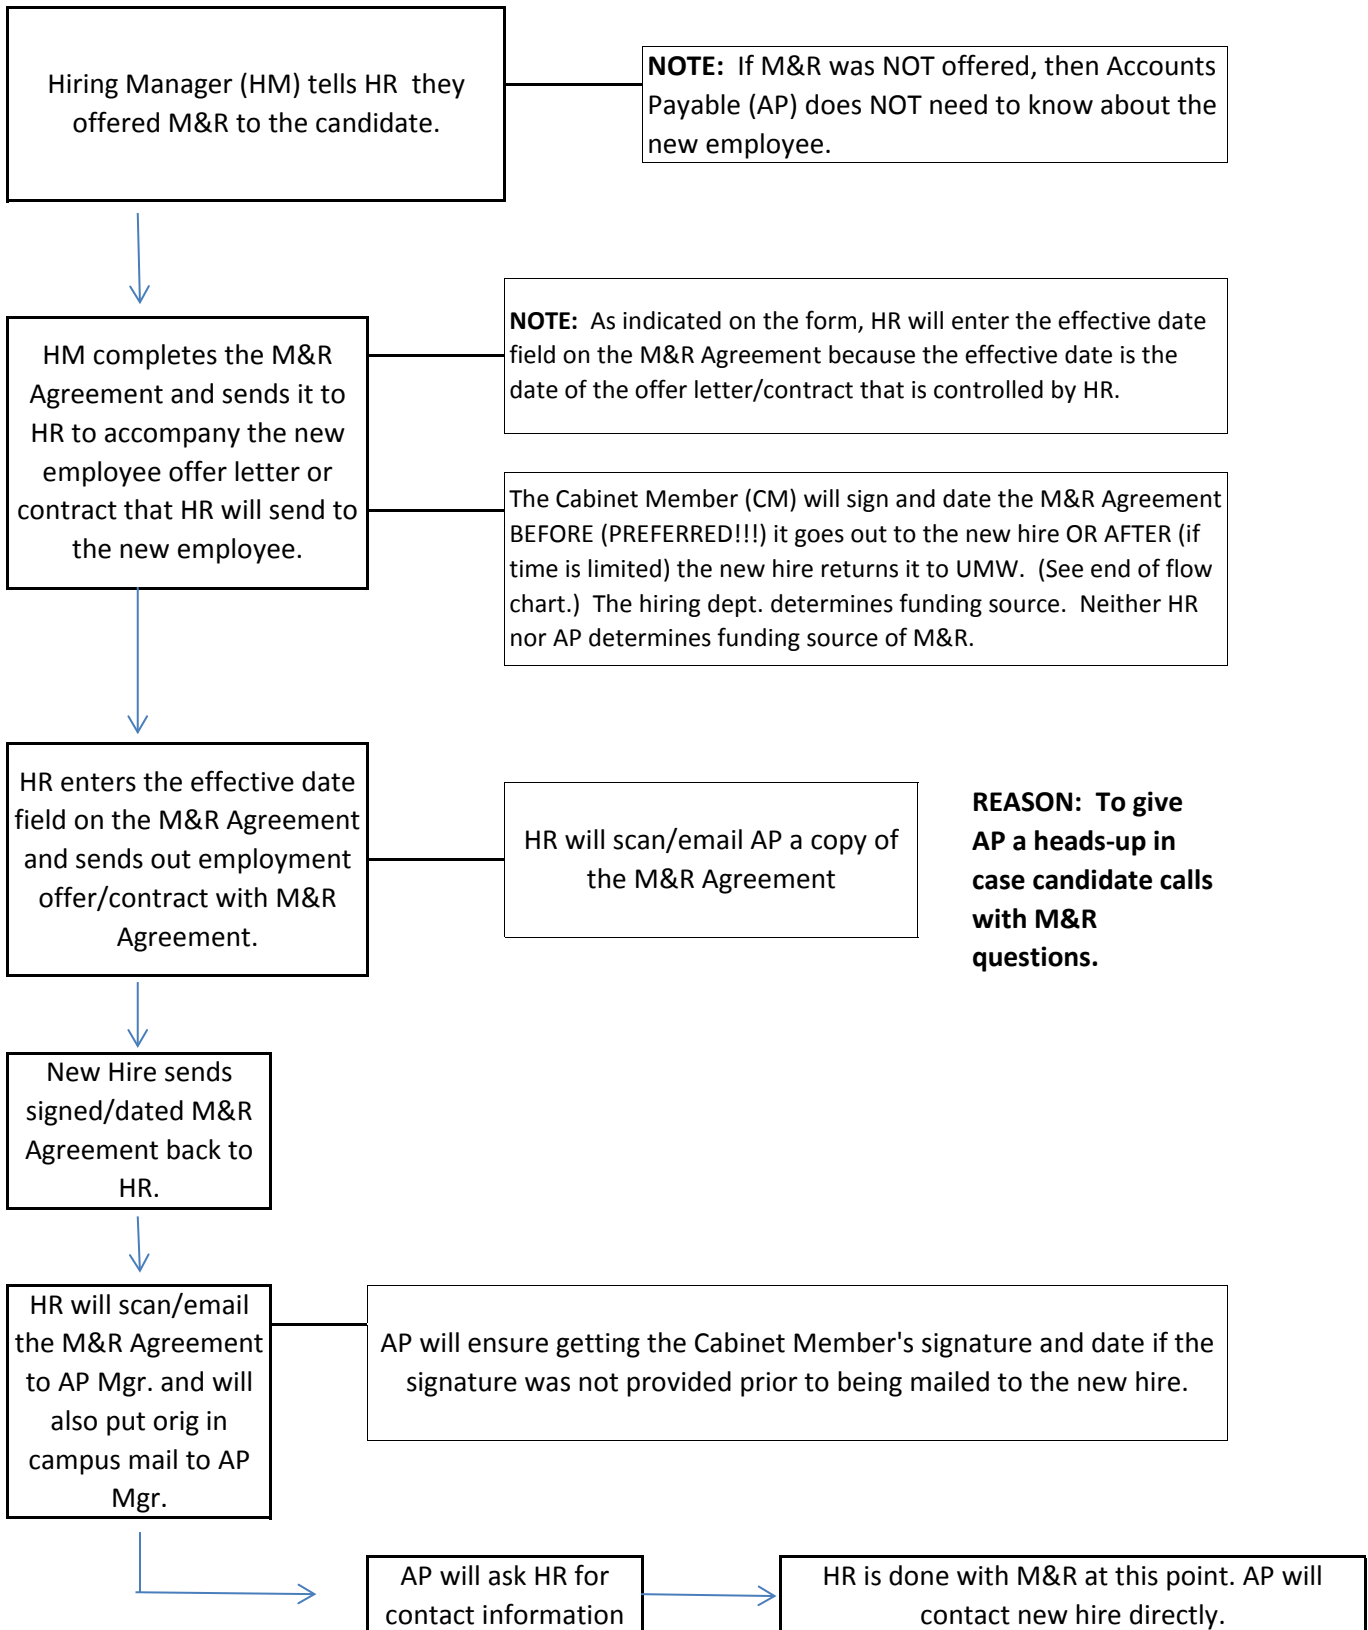 Hiring Manager (HM) tells HR  they
offered M&R to the candidate.
NOTE:  If M&R was NOT offered, then Accounts
Payable (AP) does NOT need to know about the
new employee.
HM completes the M&R
Agreement and sends it to
HR to accompany the new
employee offer letter or
contract that HR will send to
the new employee.
NOTE:  As indicated on the form, HR will enter the effective date
field on the M&R Agreement because the effective date is the
date of the offer letter/contract that is controlled by HR.
The Cabinet Member (CM) will sign and date the M&R Agreement
BEFORE (PREFERRED!!!) it goes out to the new hire OR AFTER (if
time is limited) the new hire returns it to UMW.  (See end of flow
chart.)  The hiring dept. determines funding source.  Neither HR
nor AP determines funding source of M&R.
HR enters the effective date
field on the M&R Agreement
and sends out employment
offer/contract with M&R
Agreement.
HR will scan/email AP a copy of
the M&R Agreement
REASON:  To give
AP a heads-up in
case candidate calls
with M&R
questions.
New Hire sends
signed/dated M&R
Agreement back to
HR.
HR will scan/email
the M&R Agreement
to AP Mgr. and will
also put orig in
campus mail to AP
Mgr.
AP will ensure getting the Cabinet Member's signature and date if the
signature was not provided prior to being mailed to the new hire.
AP will ask HR for
contact information
HR is done with M&R at this point. AP will
contact new hire directly.